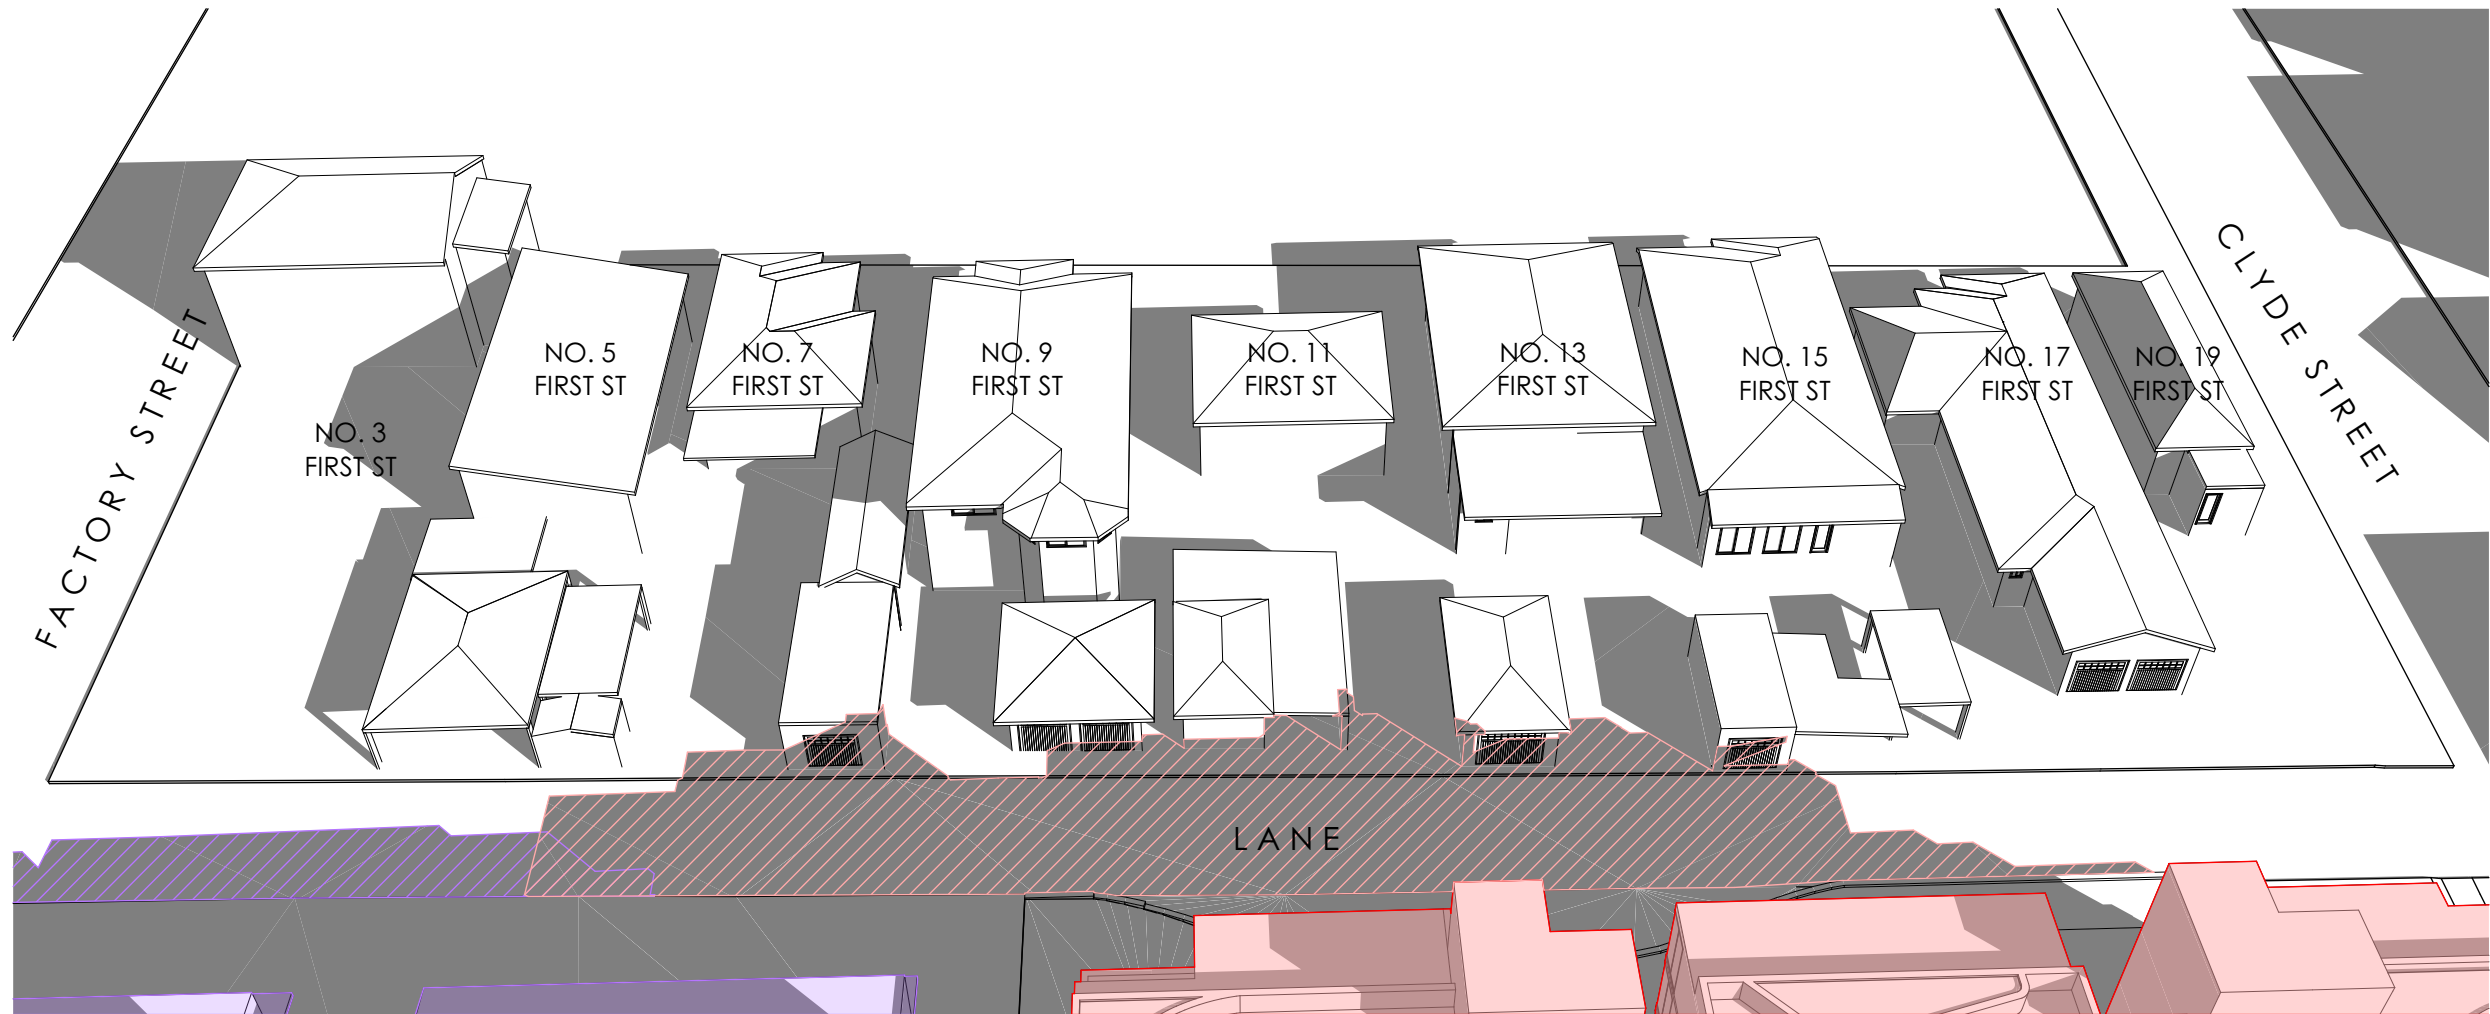 FACTORY STREET
NO. 3
FIRST ST
NO. 5
FIRST ST
NO. 7
FIRST ST
NO. 9
FIRST ST
NO. 11
FIRST ST
NO. 13
FIRST ST
NO. 15
FIRST ST
NO. 17
FIRST ST
NO. 19
FIRST ST
CLYDE STREET
LANE